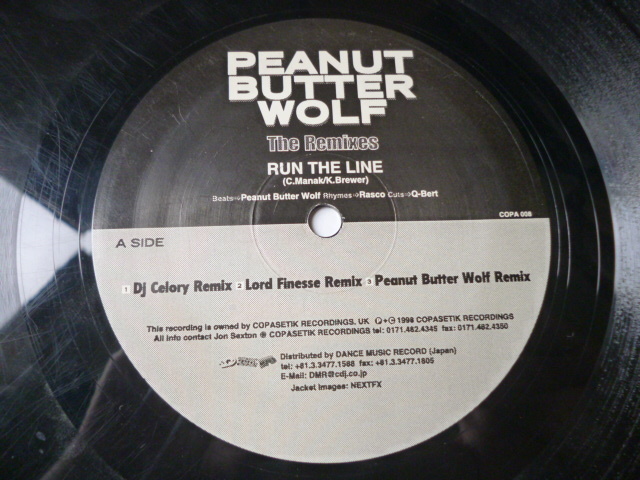 PEANUT
BUTTER
WOLF
The Remixes
RUN THE LINE
(C.Manak/K.Brewer)
Beats⇨Peanut Butter Wolf Rhymes⇨Rasco Cuts⇨Q-Bert
COPA 008
A SIDE
1 DJ Celory Remix 2 Lord Finesse Remix 3 Peanut Butter Wolf Remix
This recording is owned by COPASETIK RECORDINGS, UK ℗+© 1998 COPASETIK RECORDINGS
All info contact Jon Sexton @ COPASETIK RECORDINGS tel: 0171.462.4345 fax: 0171.462.4350
Distributed by DANCE MUSIC RECORD (Japan)
tel: +81.3.3477.1568 fax: +81.3.3477.1805
E-Mail: DMR@cdj.co.jp
Jacket Images: NEXTFX